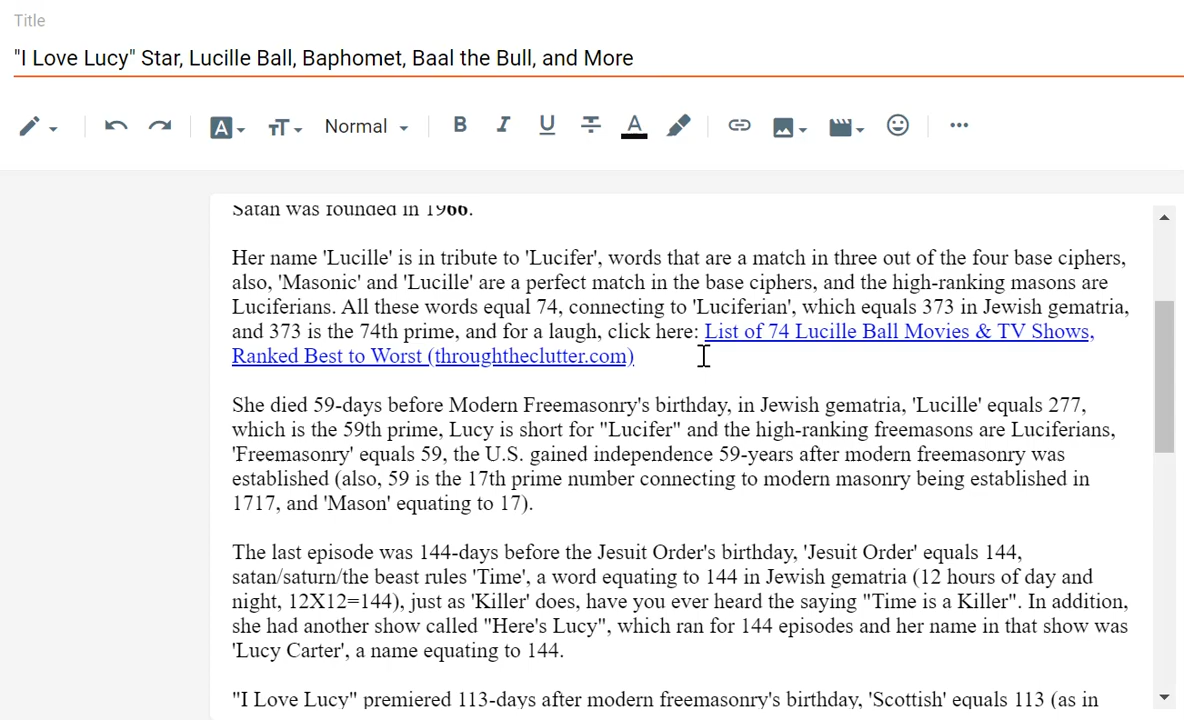 Title
"I Love Lucy" Star, Lucille Ball, Baphomet, Baal the Bull, and More
Normal
Satan was founded in 1966.
Her name 'Lucille' is in tribute to 'Lucifer', words that are a match in three out of the four base ciphers,
also, 'Masonic' and 'Lucille' are a perfect match in the base ciphers, and the high-ranking masons are
Luciferians. All these words equal 74, connecting to 'Luciferian', which equals 373 in Jewish gematria,
and 373 is the 74th prime, and for a laugh, click here: List of 74 Lucille Ball Movies & TV Shows,
Ranked Best to Worst (throughtheclutter.com)
She died 59-days before Modern Freemasonry's birthday, in Jewish gematria, 'Lucille' equals 277,
which is the 59th prime, Lucy is short for "Lucifer" and the high-ranking freemasons are Luciferians,
'Freemasonry' equals 59, the U.S. gained independence 59-years after modern freemasonry was
established (also, 59 is the 17th prime number connecting to modern masonry being established in
1717, and 'Mason' equating to 17).
The last episode was 144-days before the Jesuit Order's birthday, 'Jesuit Order' equals 144,
satan/saturn/the beast rules 'Time', a word equating to 144 in Jewish gematria (12 hours of day and
night, 12X12=144), just as 'Killer' does, have you ever heard the saying "Time is a Killer". In addition,
she had another show called "Here's Lucy", which ran for 144 episodes and her name in that show was
'Lucy Carter', a name equating to 144.
"I Love Lucy" premiered 113-days after modern freemasonry's birthday, 'Scottish' equals 113 (as in